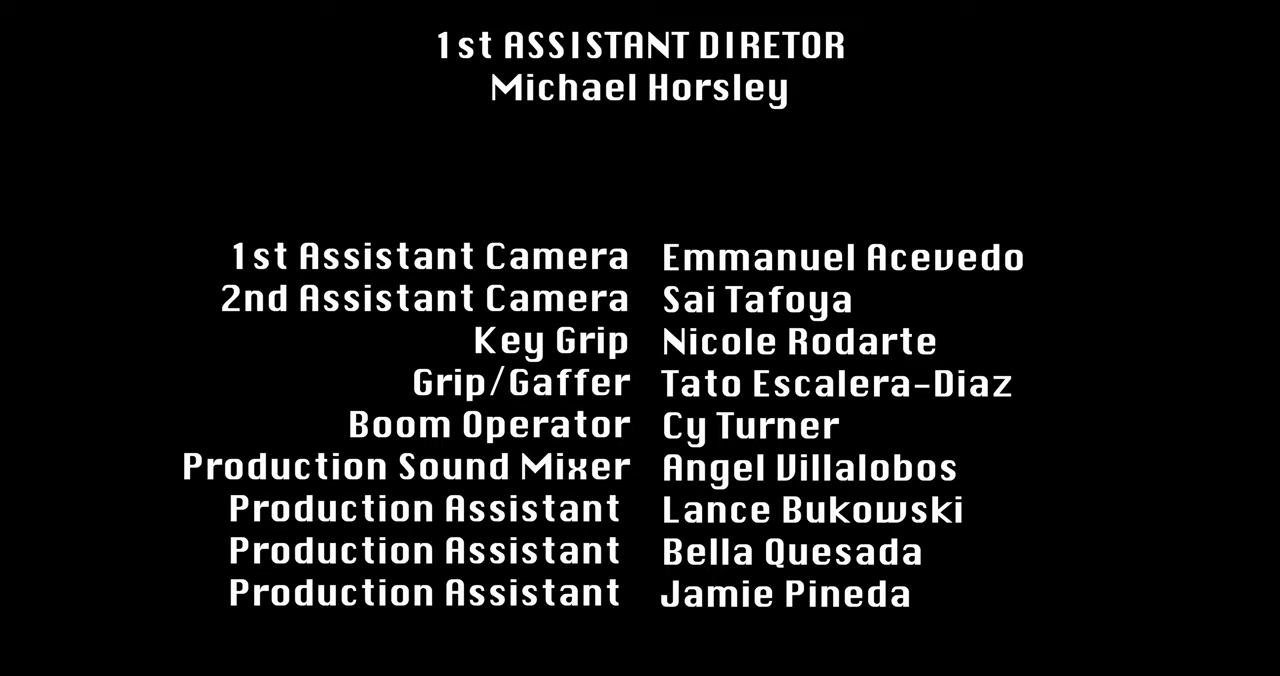 1st ASSISTANT DIRETOR
Michael Horsley
1st Assistant Camera Emmanuel Acevedo
2nd Assistant Camera Sai Tafoya
Key Grip Nicole Rodarte
Grip/Gaffer Tato Escalera-Diaz
Boom Operator Cy Turner
Production Sound Mixer Angel Villalobos
Production Assistant Lance Bukowski
Production Assistant Bella Quesada
Production Assistant Jamie Pineda